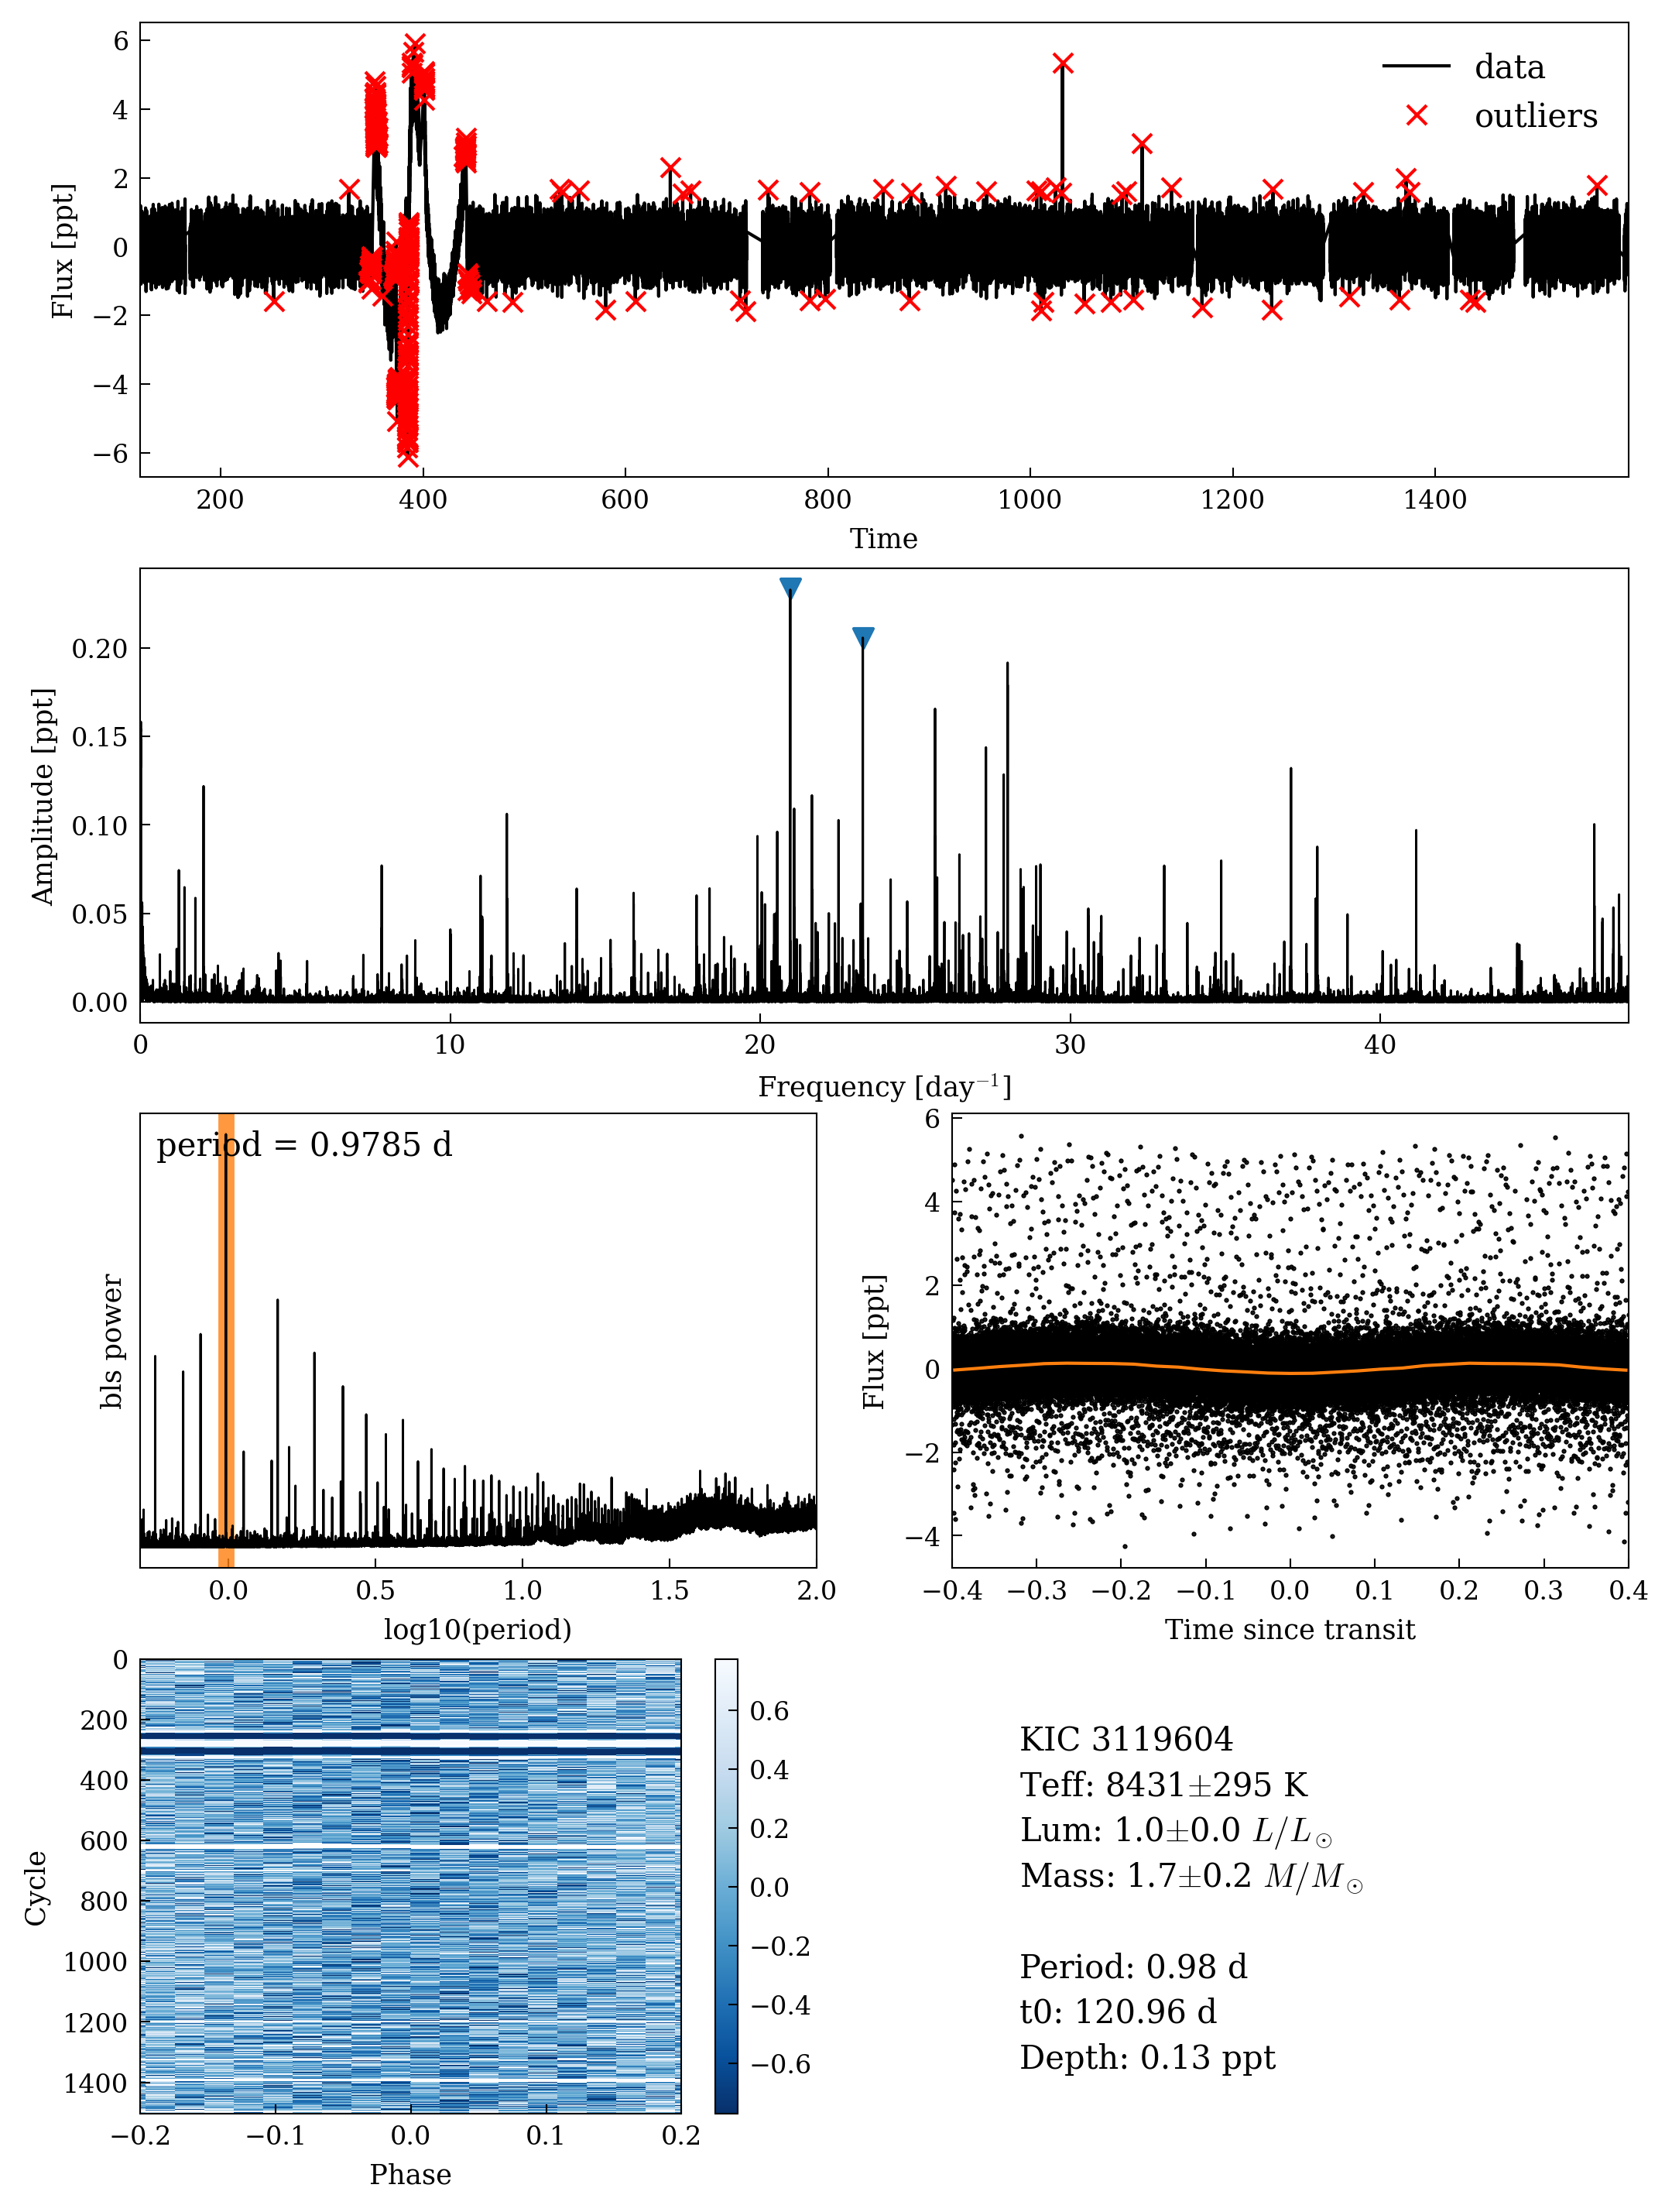 6
4
2
0
−2
−4
−6
Flux [ppt]
data
outliers
200 400 600 800 1000 1200 1400
Time
0.20
0.15
0.10
0.05
0.00
Amplitude [ppt]
0 10 20 30 40
Frequency [day⁻¹]
period = 0.9785 d
bls power
0.0 0.5 1.0 1.5 2.0
log10(period)
6
4
2
0
−2
−4
Flux [ppt]
−0.4 −0.3 −0.2 −0.1 0.0 0.1 0.2 0.3 0.4
Time since transit
0
200
400
600
800
1000
1200
1400
Cycle
−0.2 −0.1 0.0 0.1 0.2
Phase
0.6
0.4
0.2
0.0
−0.2
−0.4
−0.6
KIC 3119604
Teff: 8431±295 K
Lum: 1.0±0.0 L/L⊙
Mass: 1.7±0.2 M/M⊙
Period: 0.98 d
t0: 120.96 d
Depth: 0.13 ppt